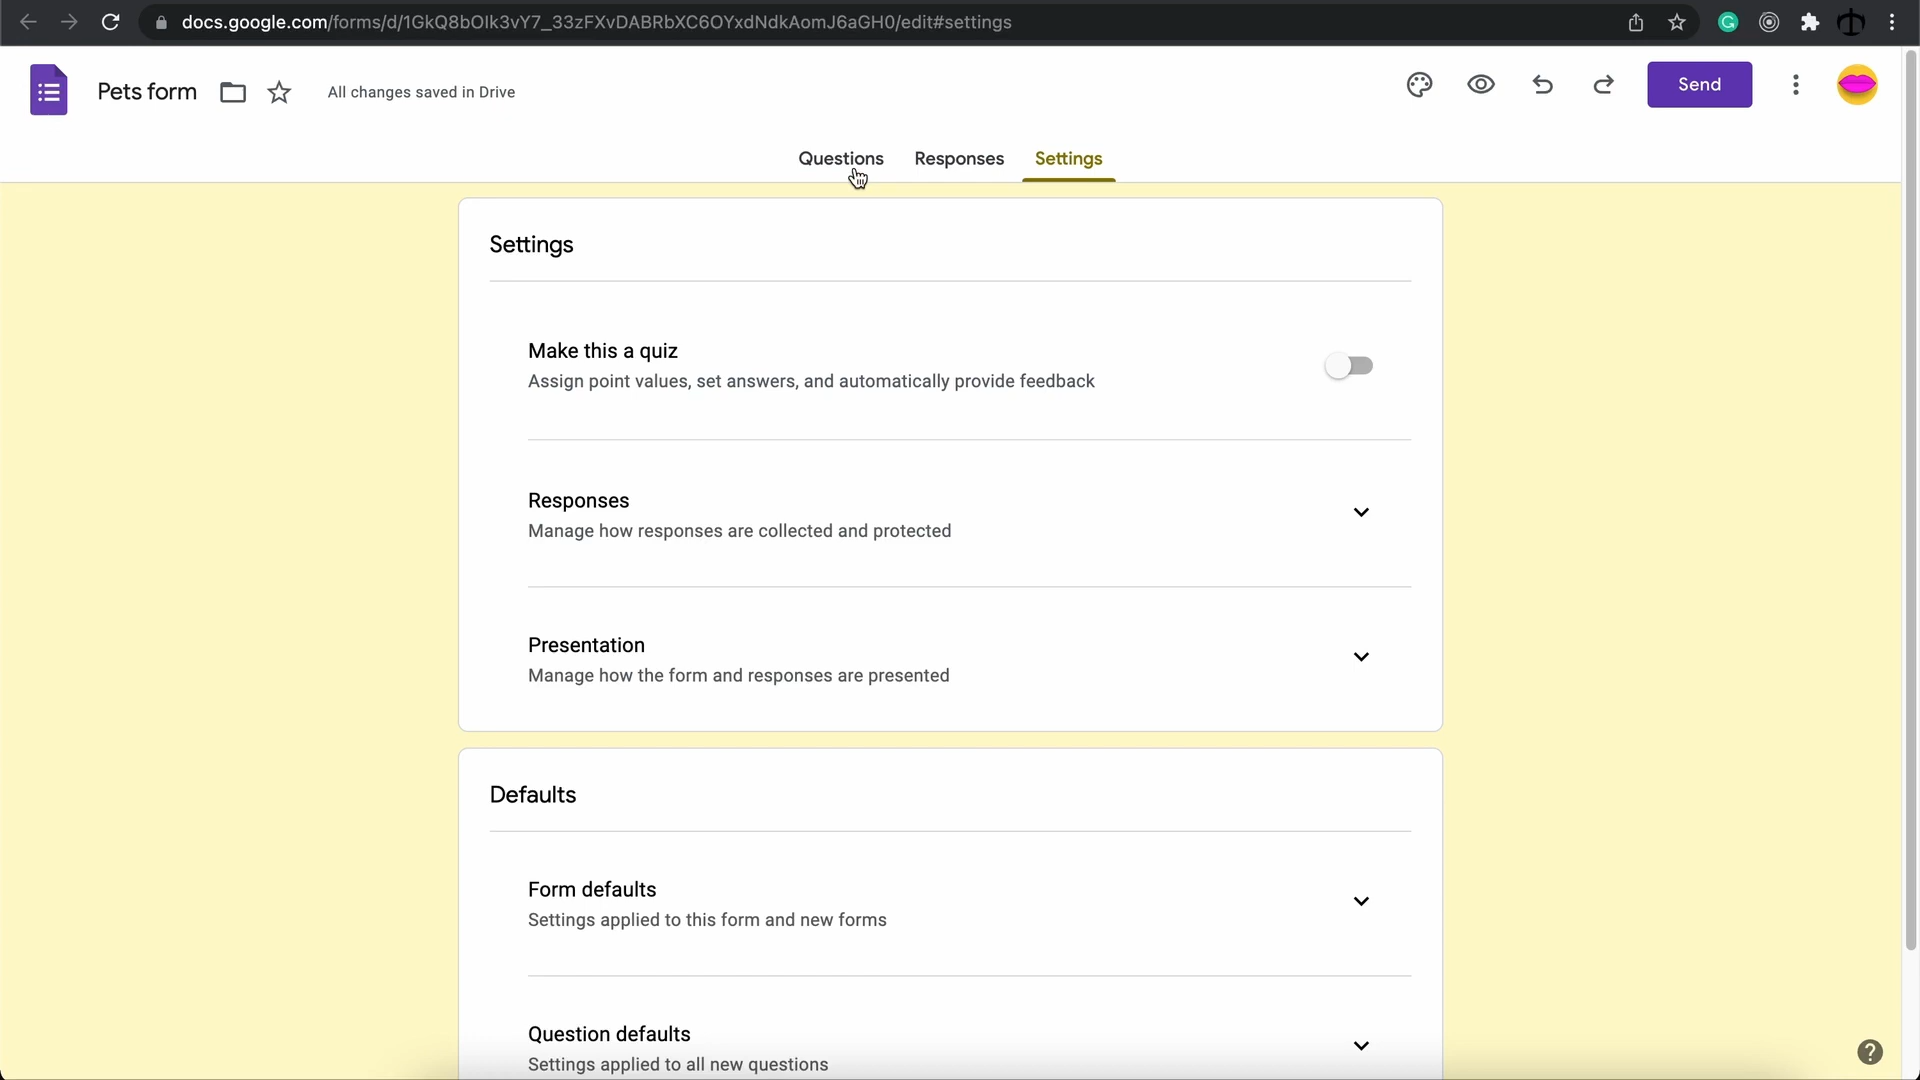 docs.google.com/forms/d/1GkQ8bOIk3vY7_33zFXvDABRbXC6OYxdNdkAomJ6aGH0/edit#settings
Pets form
All changes saved in Drive
Send
Questions Responses Settings
Settings
Make this a quiz
Assign point values, set answers, and automatically provide feedback
Responses
Manage how responses are collected and protected
Presentation
Manage how the form and responses are presented
Defaults
Form defaults
Settings applied to this form and new forms
Question defaults
Settings applied to all new questions